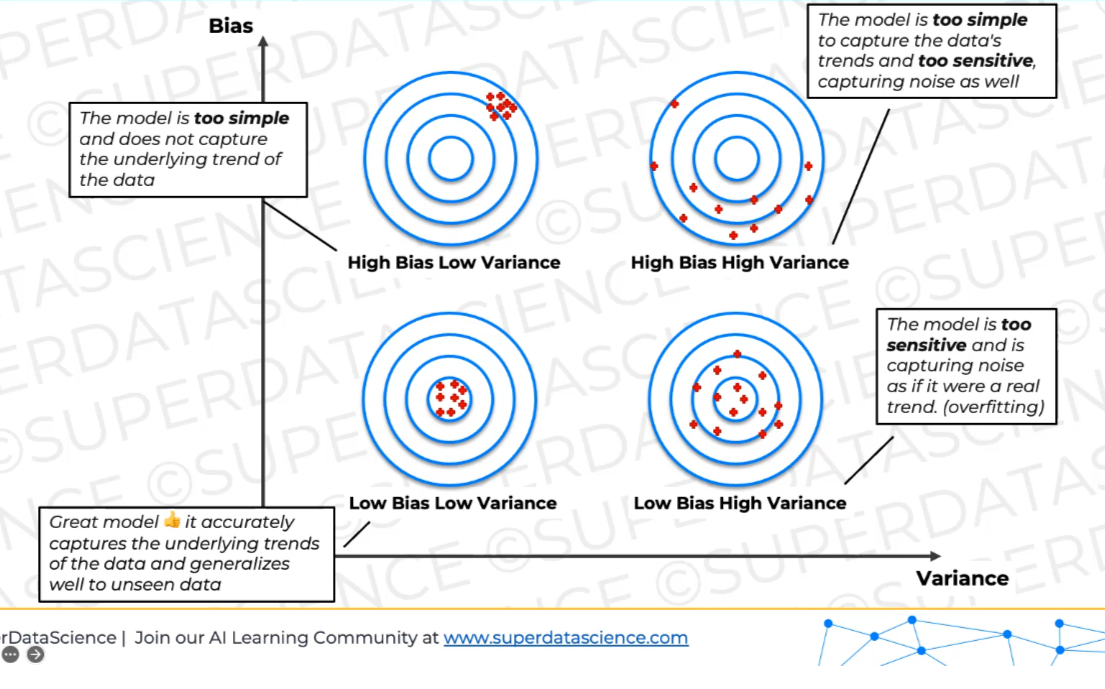 Bias
The model is too simple
to capture the data's
trends and too sensitive,
capturing noise as well
The model is too simple
and does not capture
the underlying trend of
the data
High Bias Low Variance
High Bias High Variance
The model is too
sensitive and is
capturing noise
as if it were a real
trend. (overfitting)
Low Bias Low Variance
Low Bias High Variance
Great model 👍 it accurately
captures the underlying trends
of the data and generalizes
well to unseen data
Variance
rDataScience | Join our AI Learning Community at www.superdatascience.com
©SUPERDATASCIENCE